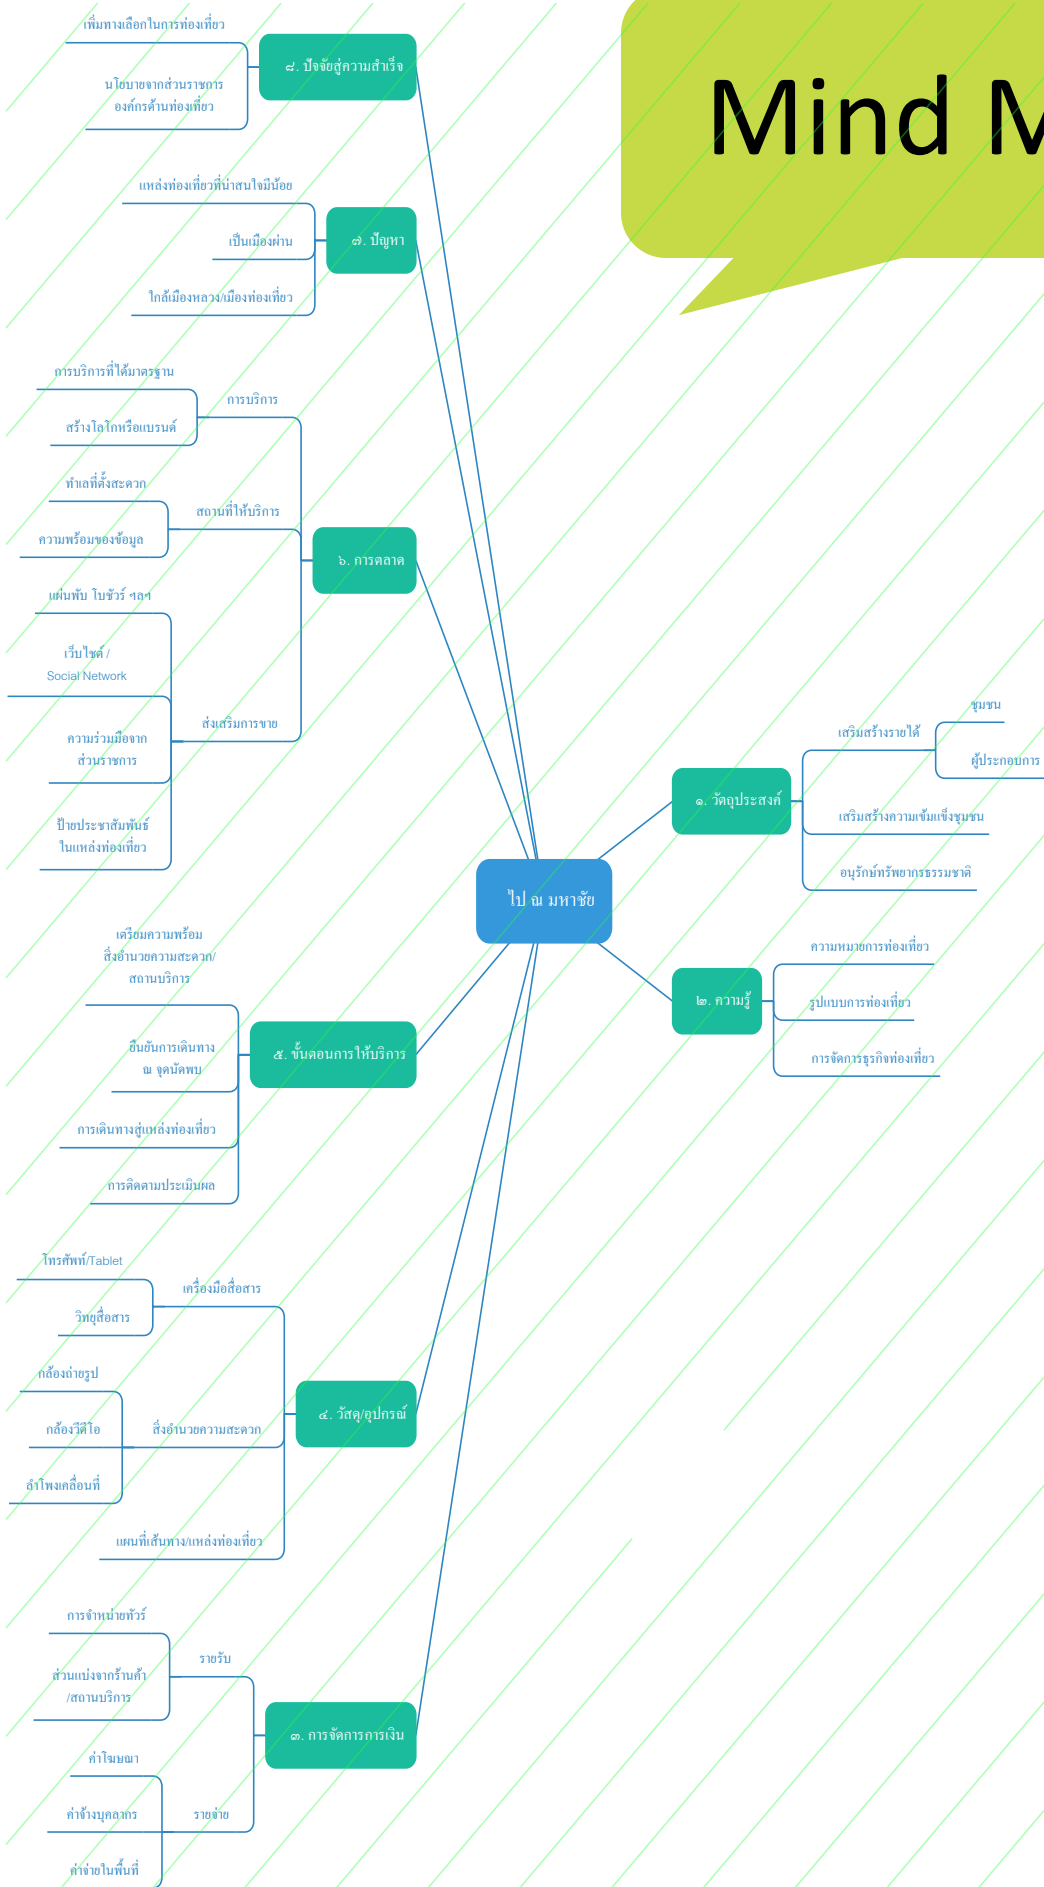 Mind M
เพิ่มทางเลือกในการท่องเที่ยว
๘. ปัจจัยสู่ความสำเร็จ
นโยบายจากส่วนราชการ
องค์กรด้านท่องเที่ยว
แหล่งท่องเที่ยวที่น่าสนใจมีน้อย
๗. ปัญหา
เป็นเมืองผ่าน
ใกล้เมืองหลวง/เมืองท่องเที่ยว
การบริการที่ได้มาตรฐาน
การบริการ
สร้างโลโกหรือแบรนด์
ทำเลที่ตั้งสะดวก
สถานที่ให้บริการ
ความพร้อมของข้อมูล
๖. การตลาด
แผ่นพับ โบชัวร์ ฯลฯ
เว็บไซต์ /
Social Network
ส่งเสริมการขาย
ความร่วมมือจาก
ส่วนราชการ
ป้ายประชาสัมพันธ์
ในแหล่งท่องเที่ยว
ชุมชน
เสริมสร้างรายได้
ผู้ประกอบการ
๑. วัตถุประสงค์
เสริมสร้างความเข้มแข็งชุมชน
อนุรักษ์ทรัพยากรธรรมชาติ
ไป ณ มหาชัย
ความหมายการท่องเที่ยว
๒. ความรู้
รูปแบบการท่องเที่ยว
การจัดการธุรกิจท่องเที่ยว
เตรียมความพร้อม
สิ่งอำนวยความสะดวก/
สถานบริการ
๕. ขั้นตอนการให้บริการ
ยืนยันการเดินทาง
ณ จุดนัดพบ
การเดินทางสู่แหล่งท่องเที่ยว
การติดตามประเมินผล
โทรศัพท์/Tablet
เครื่องมือสื่อสาร
วิทยุสื่อสาร
กล้องถ่ายรูป
๔. วัสดุ/อุปกรณ์
กล้องวีดีโอ
สิ่งอำนวยความสะดวก
ลำโพงเคลื่อนที่
แผนที่เส้นทาง/แหล่งท่องเที่ยว
การจำหน่ายทัวร์
รายรับ
ส่วนแบ่งจากร้านค้า
/สถานบริการ
๓. การจัดการการเงิน
ค่าโฆษณา
ค่าจ้างบุคลากร
รายจ่าย
ค่าจ่ายในพื้นที่